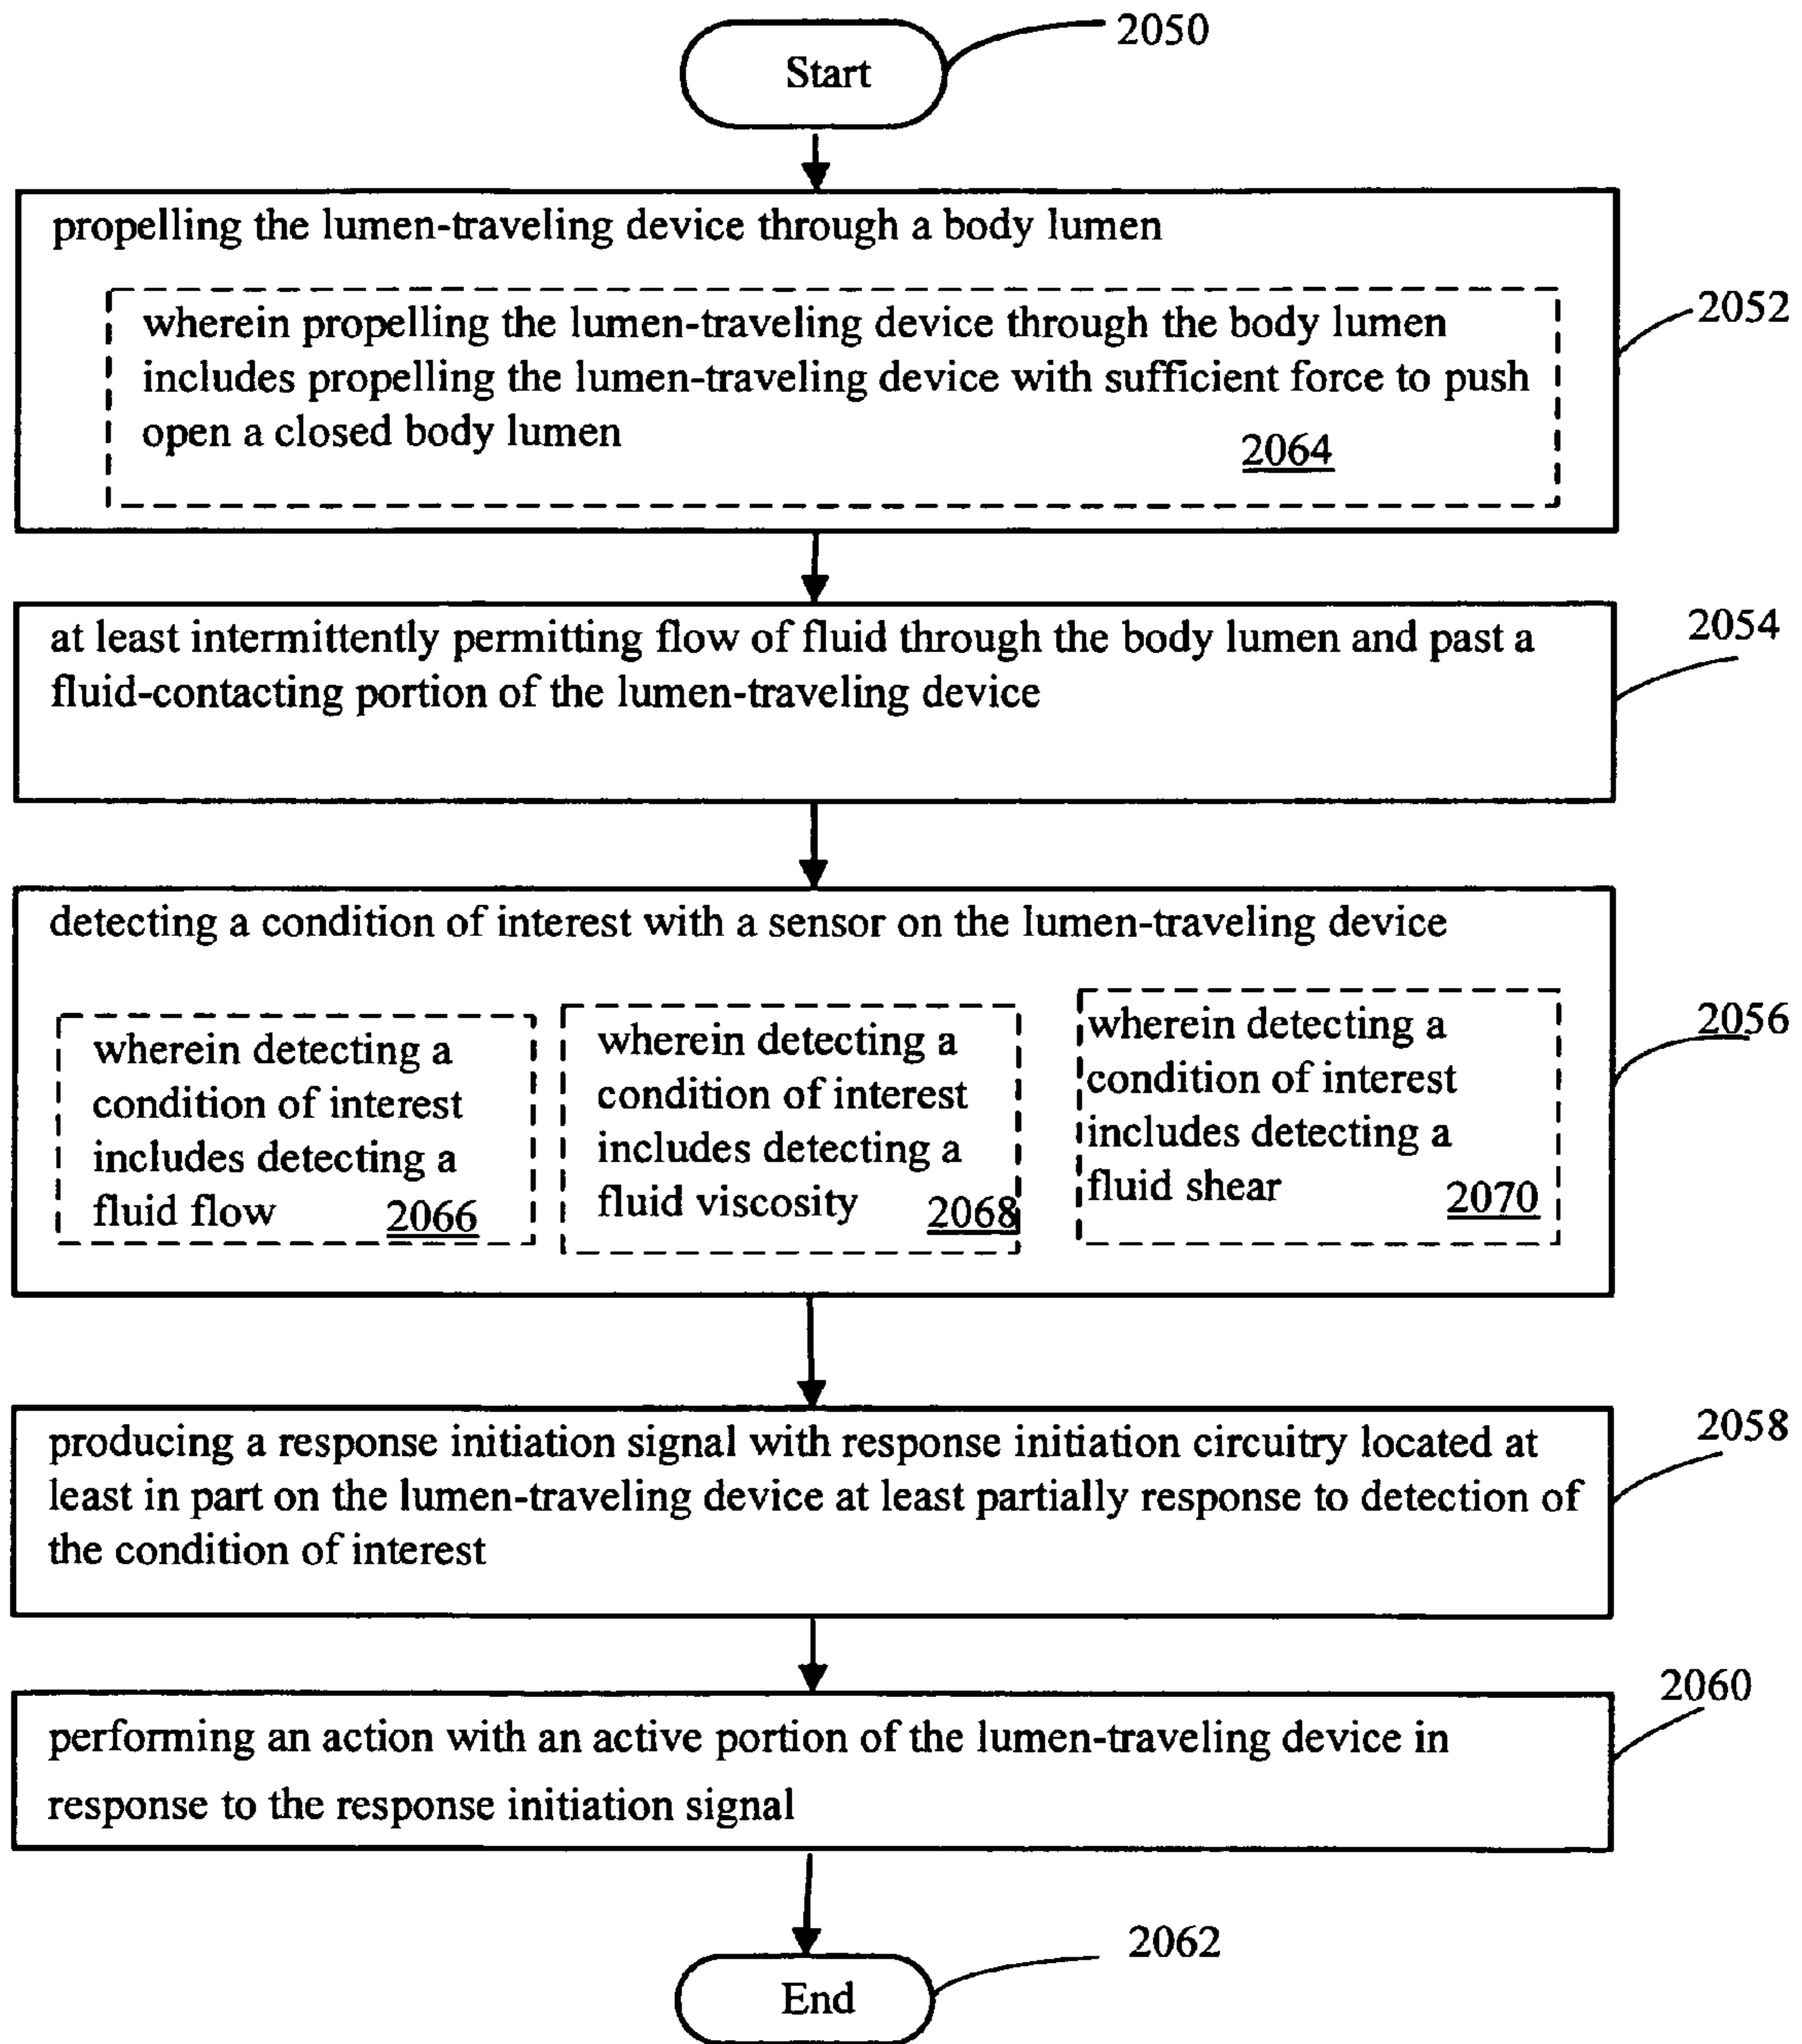 2050
Start
propelling the lumen-traveling device through a body lumen
wherein propelling the lumen-traveling device through the body lumen
includes propelling the lumen-traveling device with sufficient force to push
open a closed body lumen
2064
2052
at least intermittently permitting flow of fluid through the body lumen and past a
fluid-contacting portion of the lumen-traveling device
2054
detecting a condition of interest with a sensor on the lumen-traveling device
wherein detecting a
condition of interest
includes detecting a
fluid flow
2066
wherein detecting a
condition of interest
includes detecting a
fluid viscosity
2068
wherein detecting a
condition of interest
includes detecting a
fluid shear
2070
2056
producing a response initiation signal with response initiation circuitry located at
least in part on the lumen-traveling device at least partially response to detection of
the condition of interest
2058
performing an action with an active portion of the lumen-traveling device in
response to the response initiation signal
2060
End
2062